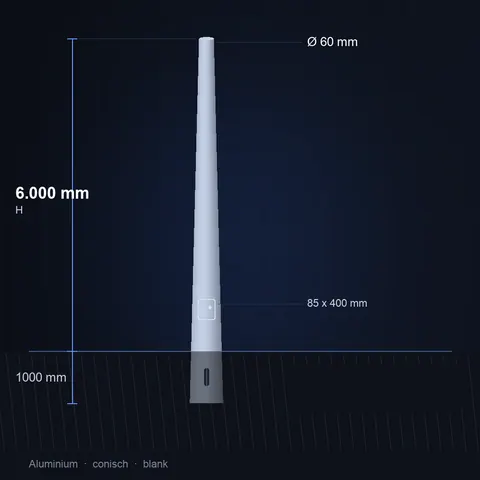 Ø 60 mm
6.000 mm
H
85 x 400 mm
1000 mm
Aluminium · conisch · blank